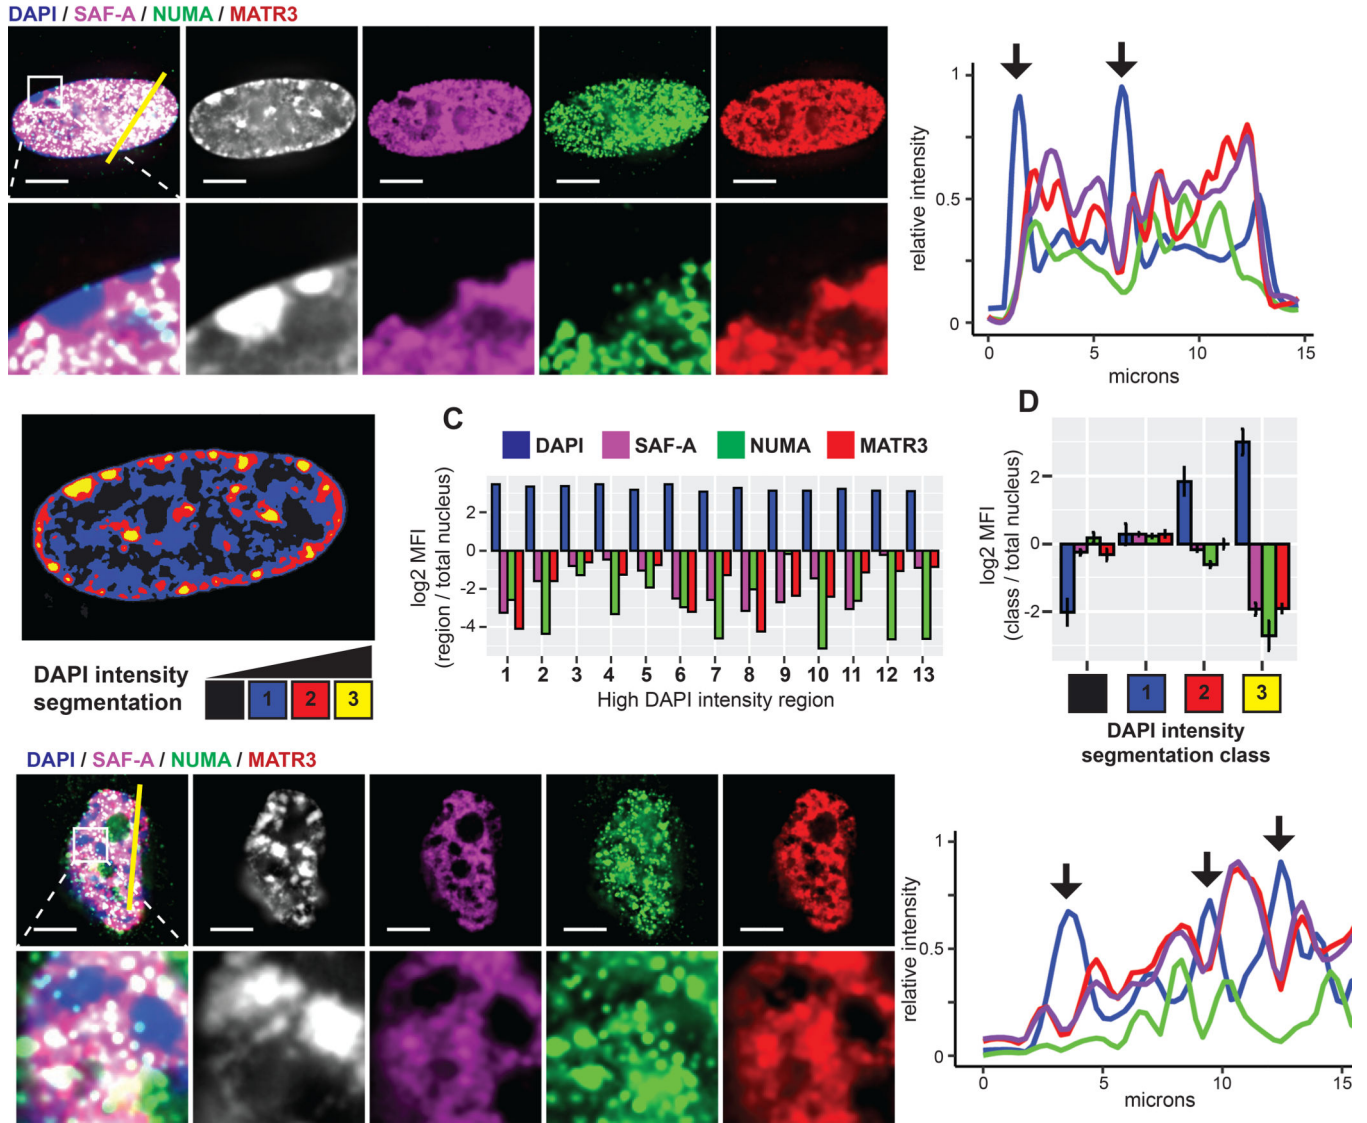 DAPI / SAF-A / NUMA / MATR3
1
0.5
0
relative intensity
0 5 10 15
microns
C
DAPI SAF-A NUMA MATR3
2
0
-2
-4
log2 MFI
(region / total nucleus)
1 2 3 4 5 6 7 8 9 10 11 12 13
High DAPI intensity region
D
2
0
-2
log2 MFI
(class / total nucleus)
1 2 3
DAPI intensity
segmentation class
DAPI intensity
segmentation
1 2 3
DAPI / SAF-A / NUMA / MATR3
1
0.5
0
relative intensity
0 5 10 15
microns